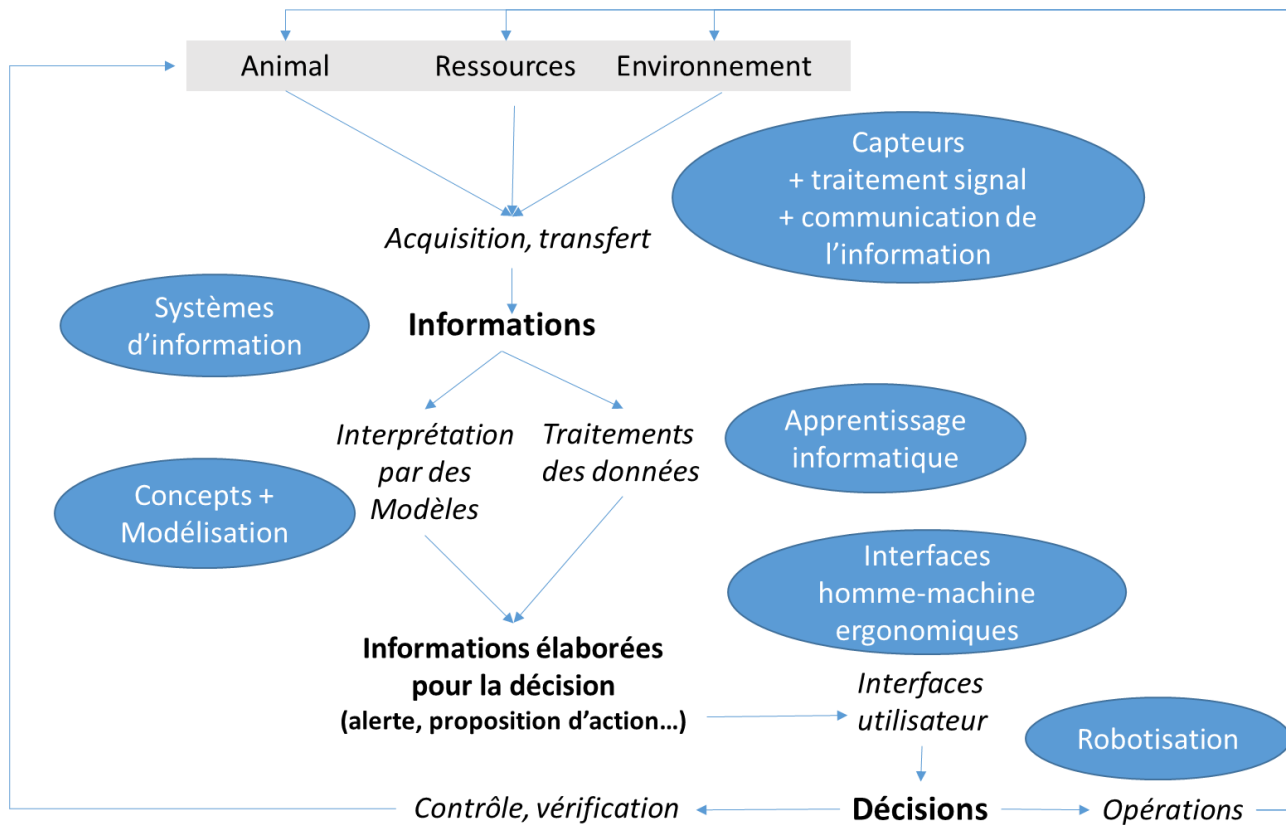 Animal
Ressources
Environnement
Capteurs
+ traitement signal
+ communication de
l’information
Acquisition, transfert
Systèmes
d’information
Informations
Interprétation
par des
Modèles
Traitements
des données
Apprentissage
informatique
Concepts +
Modélisation
Interfaces
homme-machine
ergonomiques
Informations élaborées
pour la décision
(alerte, proposition d’action…)
Interfaces
utilisateur
Robotisation
Contrôle, vérification
Décisions
Opérations